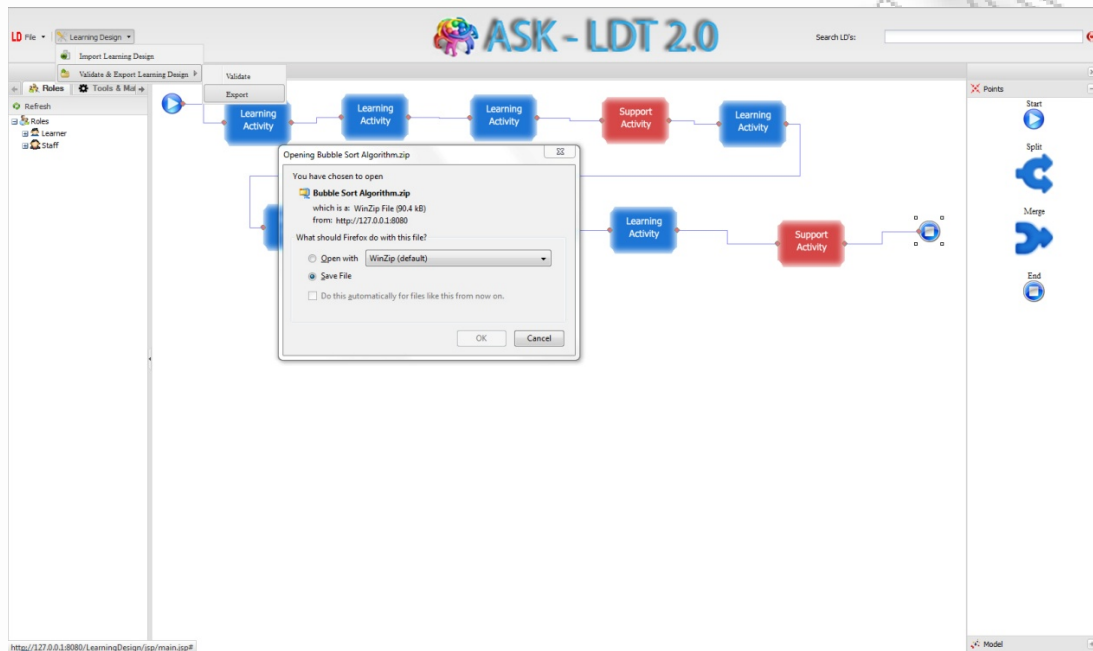 ASK - LDT 2.0
LD File
Learning Design
Search LD's:
Import Learning Design
Validate & Export Learning Design
Validate
Export
Roles
Tools & Mo
Refresh
Roles
Learner
Staff
Learning Activity
Learning Activity
Learning Activity
Support Activity
Learning Activity
Opening Bubble Sort Algorithm.zip
You have chosen to open
Bubble Sort Algorithm.zip
which is a: WinZip File (90.4 kB)
from: http://127.0.0.1:8080
What should Firefox do with this file?
Open with
WinZip (default)
Save File
Do this automatically for files like this from now on.
OK
Cancel
Learning Activity
Support Activity
Points
Start
Split
Merge
End
Model
http://127.0.0.1:8080/LearningDesign/jsp/main.jsp#